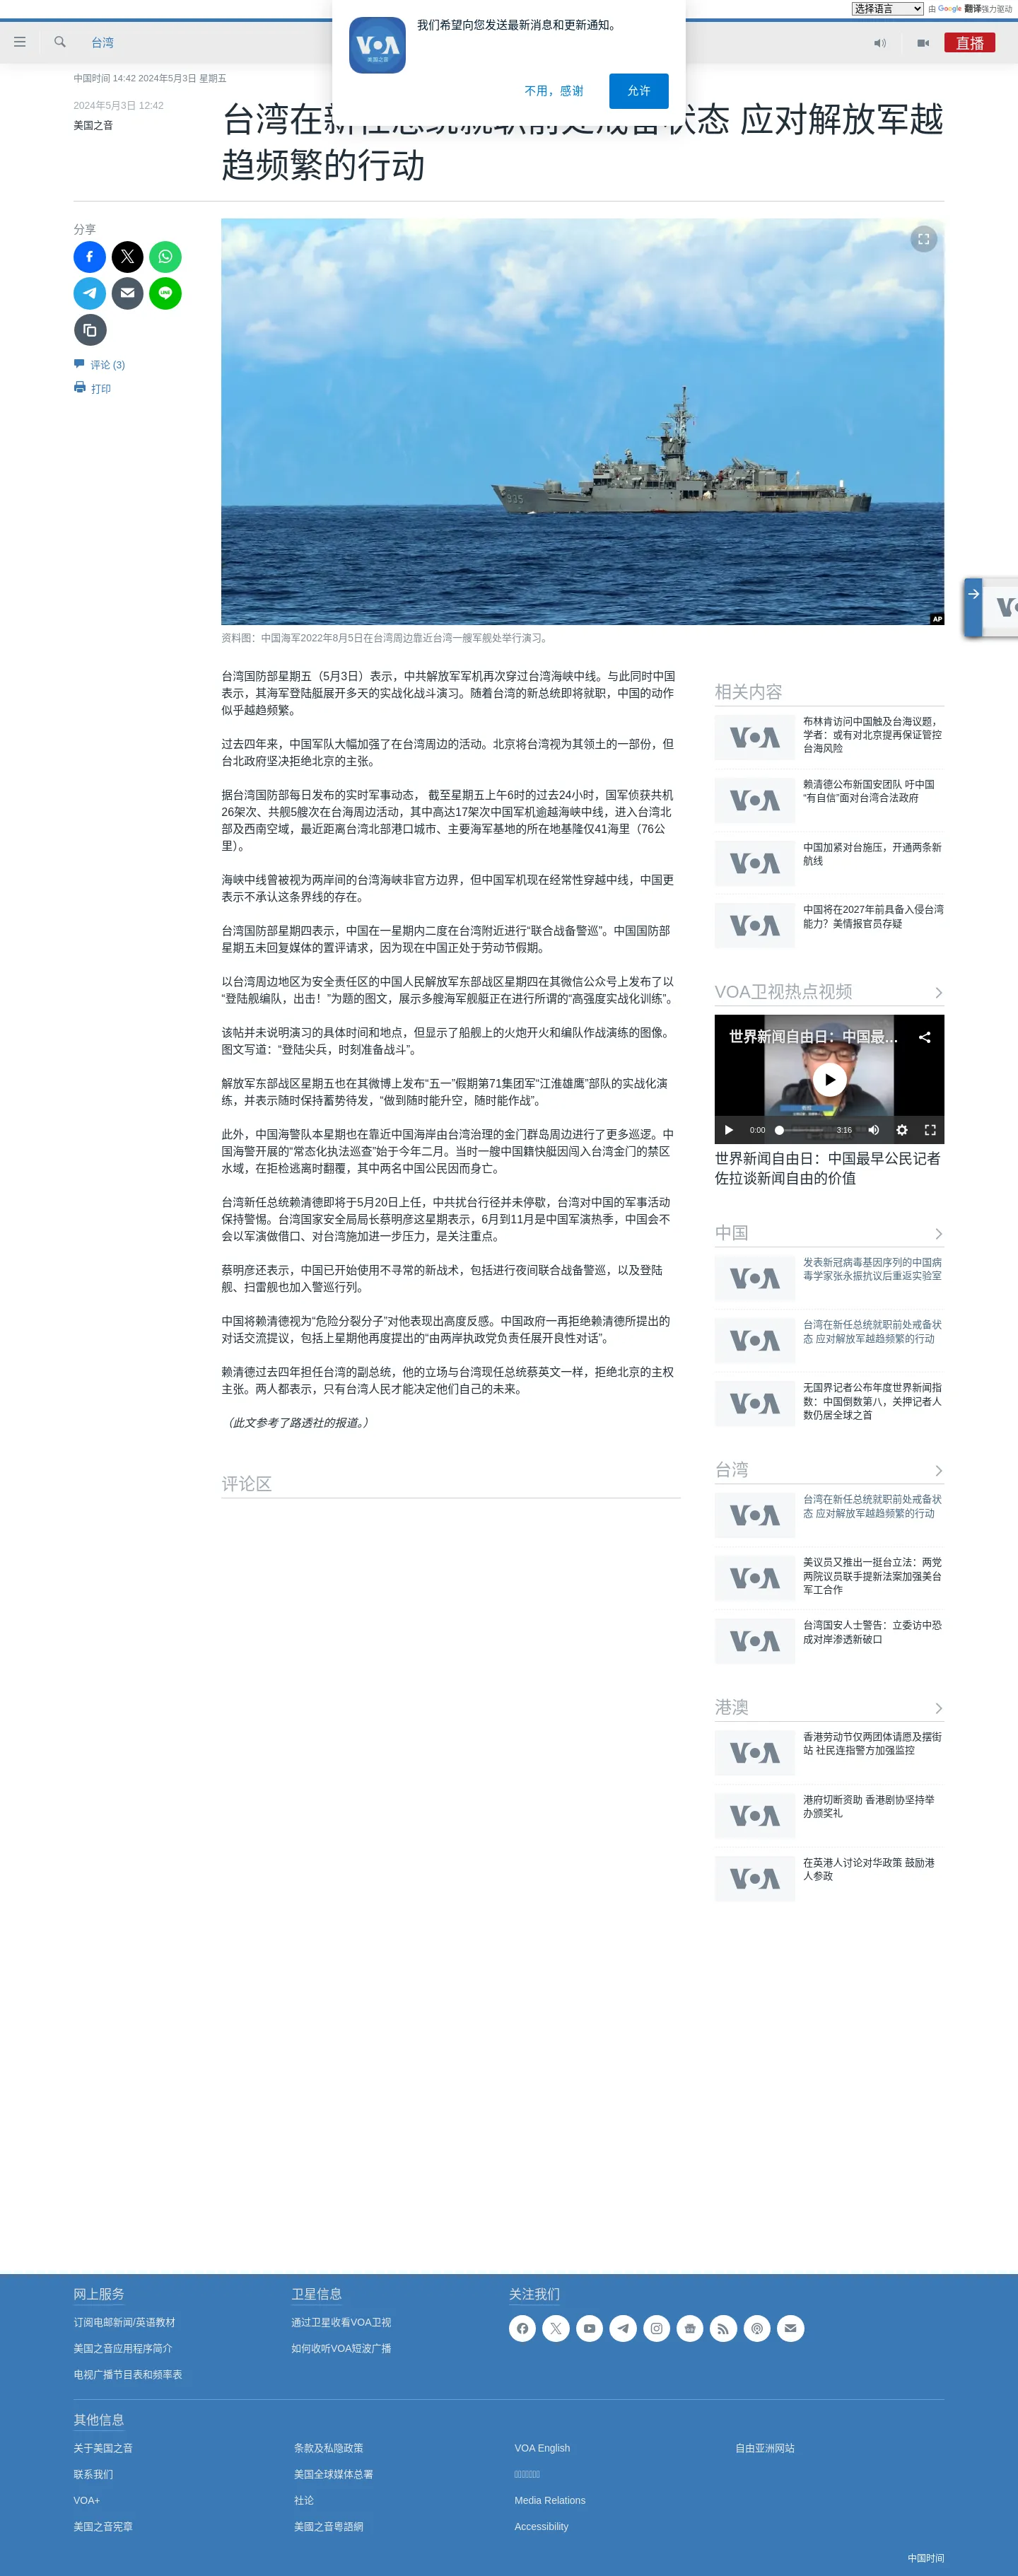 选择语言 由 Google 翻译强力驱动
我们希望向您发送最新消息和更新通知。
VOA
美国之音
不用，感谢
允许
台湾
直播
中国时间 14:42 2024年5月3日 星期五
2024年5月3日 12:42
美国之音
台湾在新任总统就职前处戒备状态 应对解放军越
趋频繁的行动
分享
评论 (3)
打印
935
AP
资料图：中国海军2022年8月5日在台湾周边靠近台湾一艘军舰处举行演习。
台湾国防部星期五（5月3日）表示，中共解放军军机再次穿过台湾海峡中线。与此同时中国
表示，其海军登陆艇展开多天的实战化战斗演习。随着台湾的新总统即将就职，中国的动作
似乎越趋频繁。
过去四年来，中国军队大幅加强了在台湾周边的活动。北京将台湾视为其领土的一部份，但
台北政府坚决拒绝北京的主张。
据台湾国防部每日发布的实时军事动态， 截至星期五上午6时的过去24小时，国军侦获共机
26架次、共舰5艘次在台海周边活动，其中高达17架次中国军机逾越海峡中线，进入台湾北
部及西南空域，最近距离台湾北部港口城市、主要海军基地的所在地基隆仅41海里（76公
里）。
海峡中线曾被视为两岸间的台湾海峡非官方边界，但中国军机现在经常性穿越中线，中国更
表示不承认这条界线的存在。
台湾国防部星期四表示，中国在一星期内二度在台湾附近进行“联合战备警巡”。中国国防部
星期五未回复媒体的置评请求，因为现在中国正处于劳动节假期。
以台湾周边地区为安全责任区的中国人民解放军东部战区星期四在其微信公众号上发布了以
“登陆舰编队，出击！”为题的图文，展示多艘海军舰艇正在进行所谓的“高强度实战化训练”。
该帖并未说明演习的具体时间和地点，但显示了船舰上的火炮开火和编队作战演练的图像。
图文写道：“登陆尖兵，时刻准备战斗”。
解放军东部战区星期五也在其微博上发布“五一”假期第71集团军“江淮雄鹰”部队的实战化演
练，并表示随时保持蓄势待发，“做到随时能升空，随时能作战”。
此外，中国海警队本星期也在靠近中国海岸由台湾治理的金门群岛周边进行了更多巡逻。中
国海警开展的“常态化执法巡查”始于今年二月。当时一艘中国籍快艇因闯入台湾金门的禁区
水域，在拒检逃离时翻覆，其中两名中国公民因而身亡。
台湾新任总统赖清德即将于5月20日上任，中共扰台行径并未停歇，台湾对中国的军事活动
保持警惕。台湾国家安全局局长蔡明彦这星期表示，6月到11月是中国军演热季，中国会不会
以军演做借口、对台湾施加进一步压力，是关注重点。
蔡明彦还表示，中国已开始使用不寻常的新战术，包括进行夜间联合战备警巡，以及登陆
舰、扫雷舰也加入警巡行列。
中国将赖清德视为“危险分裂分子”对他表现出高度反感。中国政府一再拒绝赖清德所提出的
对话交流提议，包括上星期他再度提出的“由两岸执政党负责任展开良性对话”。
赖清德过去四年担任台湾的副总统，他的立场与台湾现任总统蔡英文一样，拒绝北京的主权
主张。两人都表示，只有台湾人民才能决定他们自己的未来。
（此文参考了路透社的报道。）
评论区
相关内容
布林肯访问中国触及台海议题，
学者：或有对北京提再保证管控
台海风险
赖清德公布新国安团队 吁中国
“有自信”面对台湾合法政府
中国加紧对台施压，开通两条新
航线
中国将在2027年前具备入侵台湾
能力？美情报官员存疑
VOA卫视热点视频
世界新闻自由日：中国最...
0:00
3:16
世界新闻自由日：中国最早公民记者
佐拉谈新闻自由的价值
中国
发表新冠病毒基因序列的中国病
毒学家张永振抗议后重返实验室
台湾在新任总统就职前处戒备状
态 应对解放军越趋频繁的行动
无国界记者公布年度世界新闻指
数：中国倒数第八，关押记者人
数仍居全球之首
台湾
台湾在新任总统就职前处戒备状
态 应对解放军越趋频繁的行动
美议员又推出一挺台立法：两党
两院议员联手提新法案加强美台
军工合作
台湾国安人士警告：立委访中恐
成对岸渗透新破口
港澳
香港劳动节仅两团体请愿及摆街
站 社民连指警方加强监控
港府切断资助 香港剧协坚持举
办颁奖礼
在英港人讨论对华政策 鼓励港
人参政
网上服务
订阅电邮新闻/英语教材
美国之音应用程序简介
电视广播节目表和频率表
卫星信息
通过卫星收看VOA卫视
如何收听VOA短波广播
关注我们
其他信息
关于美国之音
联系我们
VOA+
美国之音宪章
条款及私隐政策
美国全球媒体总署
社论
美國之音粵語網
VOA English
Media Relations
Accessibility
自由亚洲网站
中国时间